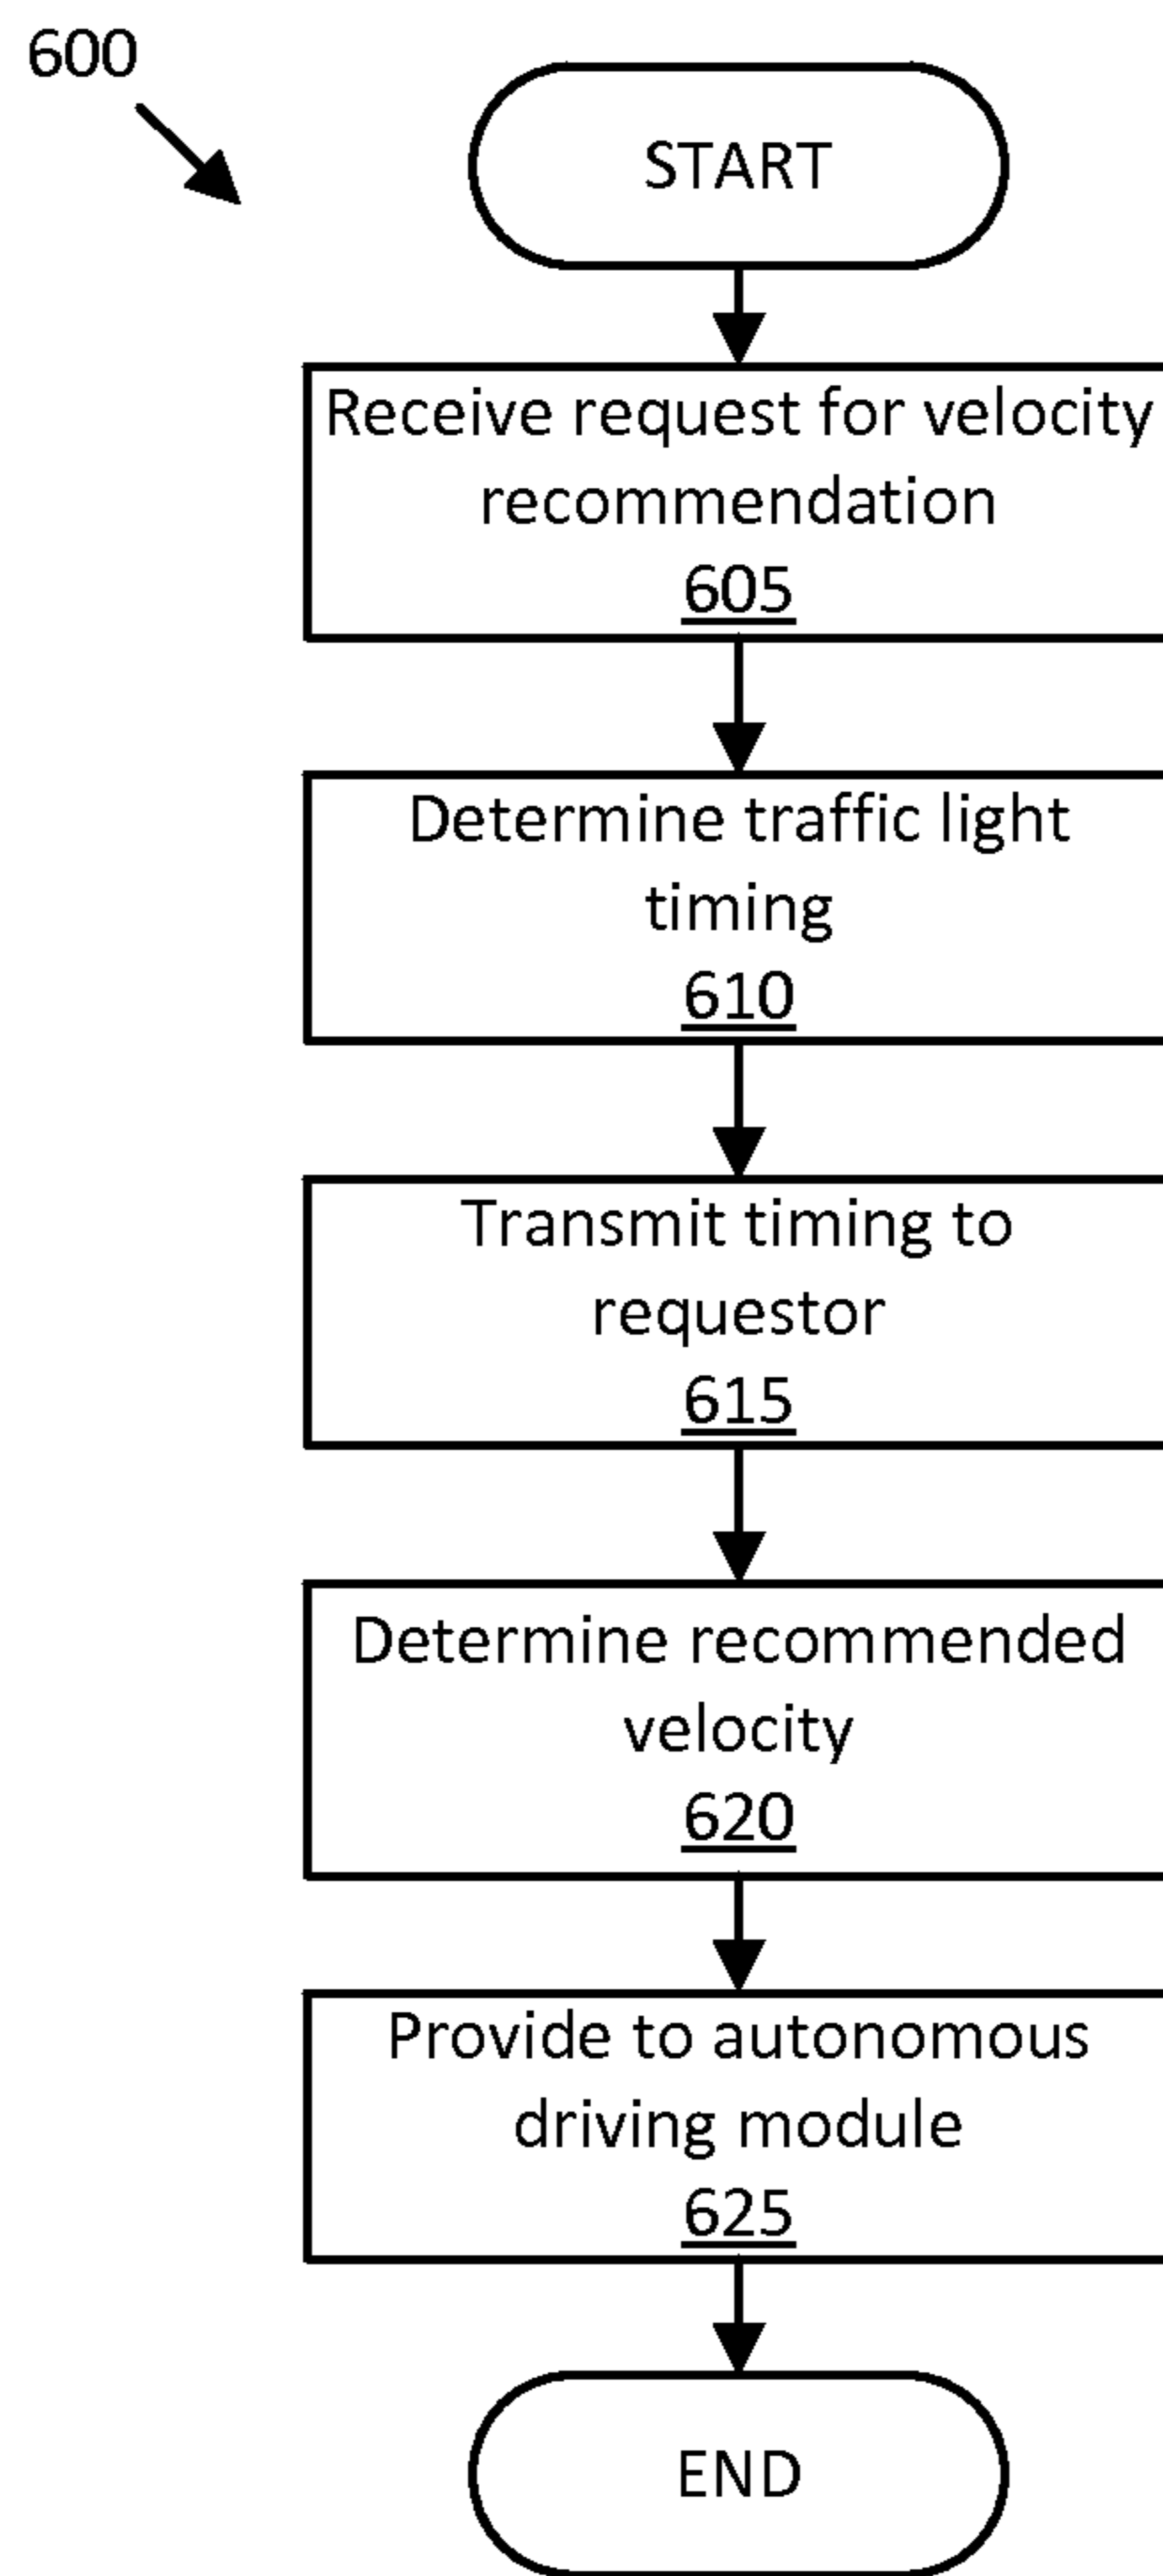 600
START
Receive request for velocity
recommendation
605
Determine traffic light
timing
610
Transmit timing to
requestor
615
Determine recommended
velocity
620
Provide to autonomous
driving module
625
END